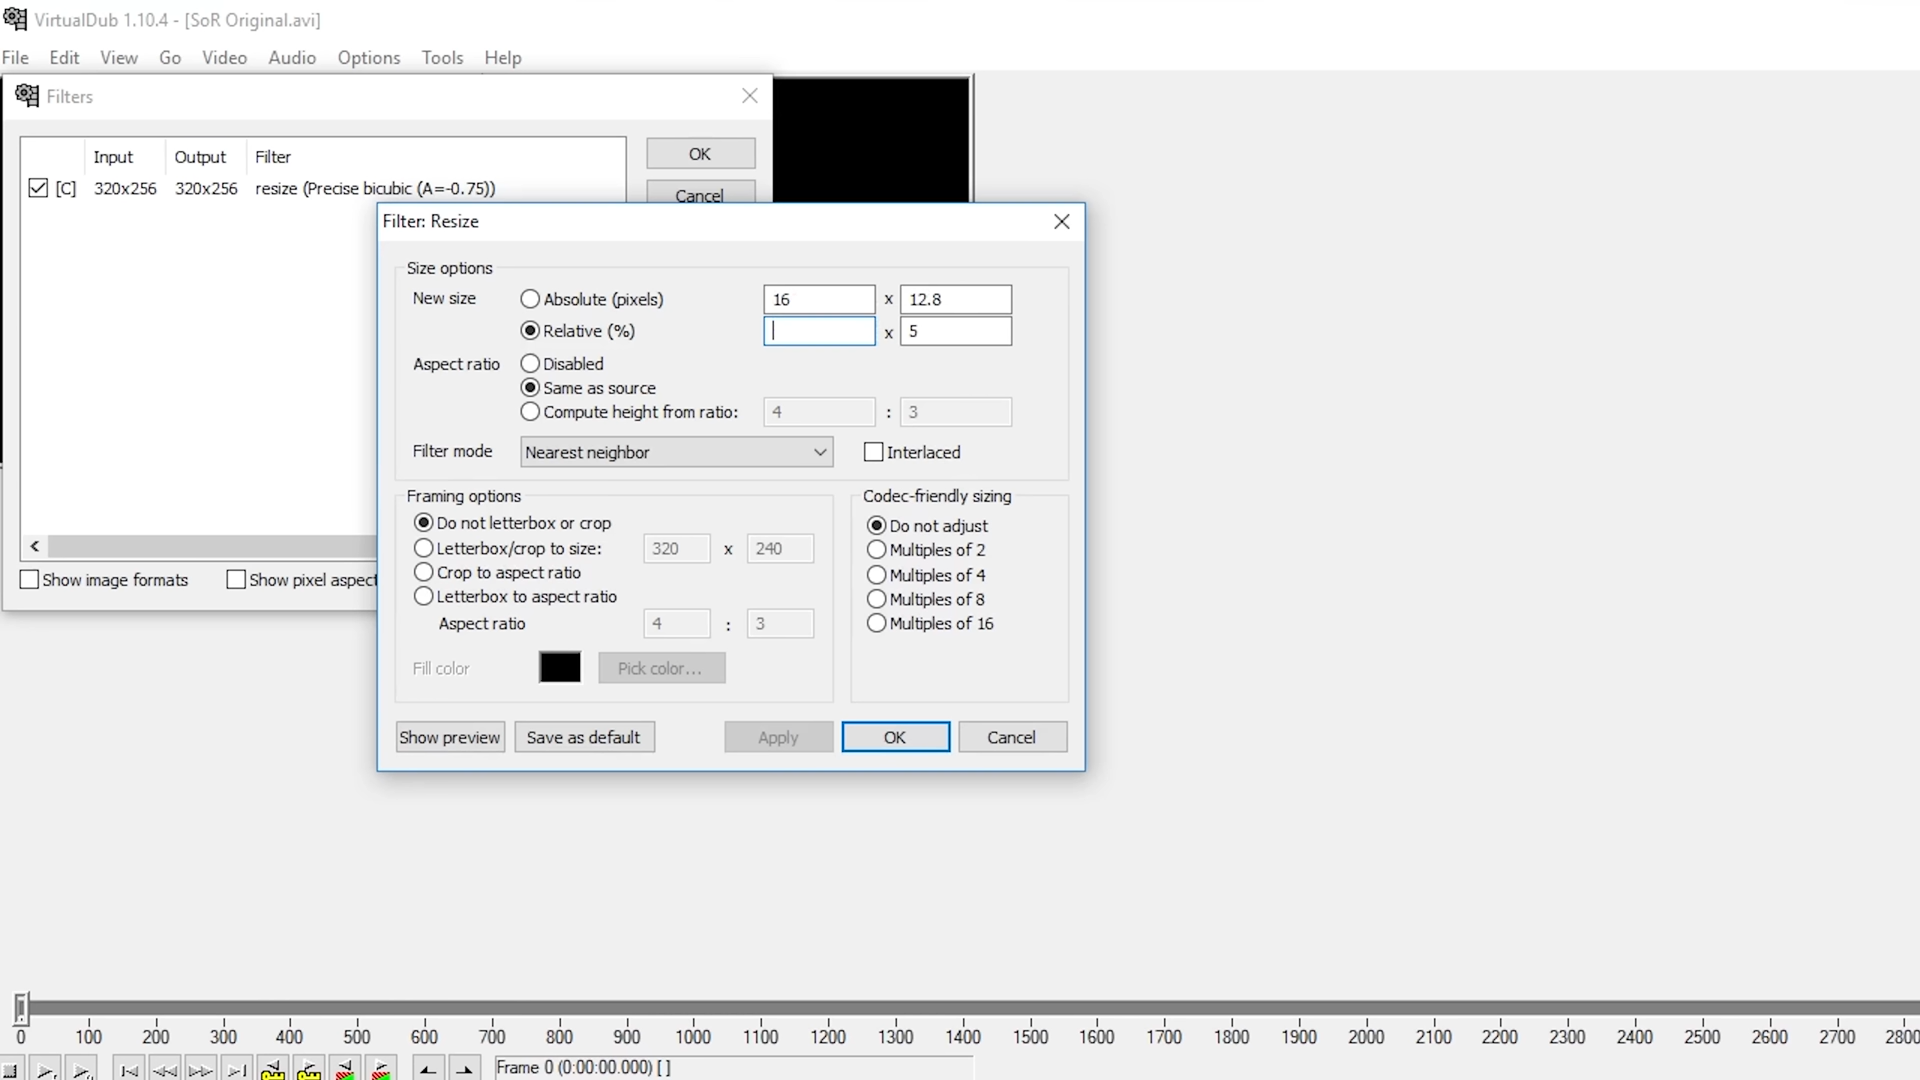 VirtualDub 1.10.4 - [SoR Original.avi]
File Edit View Go Video Audio Options Tools Help
Filters
Input Output Filter
[C] 320x256 320x256 resize (Precise bicubic (A=-0.75))
OK
Cancel
Show image formats Show pixel aspect
Filter: Resize
Size options
New size Absolute (pixels) 16 x 12.8
Relative (%) x 5
Aspect ratio Disabled
Same as source
Compute height from ratio: 4 : 3
Filter mode Nearest neighbor Interlaced
Framing options
Do not letterbox or crop
Letterbox/crop to size: 320 x 240
Crop to aspect ratio
Letterbox to aspect ratio
Aspect ratio 4 : 3
Fill color Pick color...
Codec-friendly sizing
Do not adjust
Multiples of 2
Multiples of 4
Multiples of 8
Multiples of 16
Show preview Save as default Apply OK Cancel
0 100 200 300 400 500 600 700 800 900 1000 1100 1200 1300 1400 1500 1600 1700 1800 1900 2000 2100 2200 2300 2400 2500 2600 2700 2800
Frame 0 (0:00:00.000) [ ]